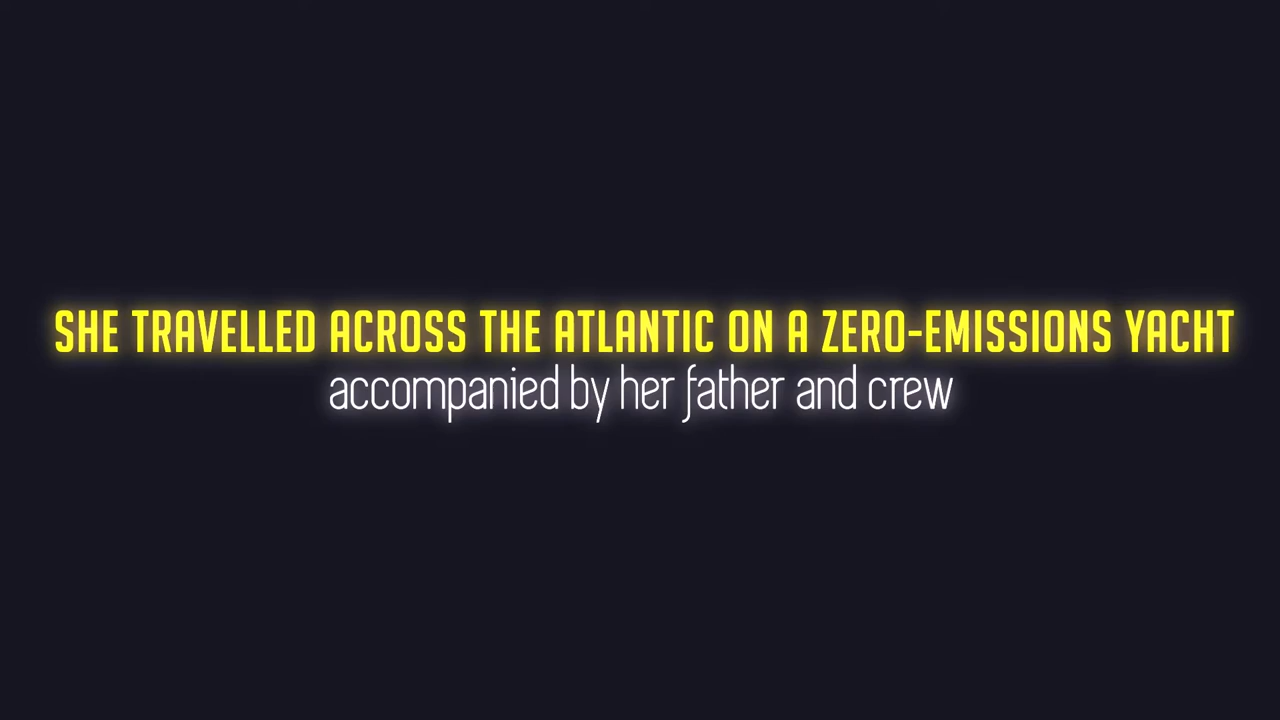 SHE TRAVELLED ACROSS THE ATLANTIC ON A ZERO-EMISSIONS YACHT
accompanied by her father and crew